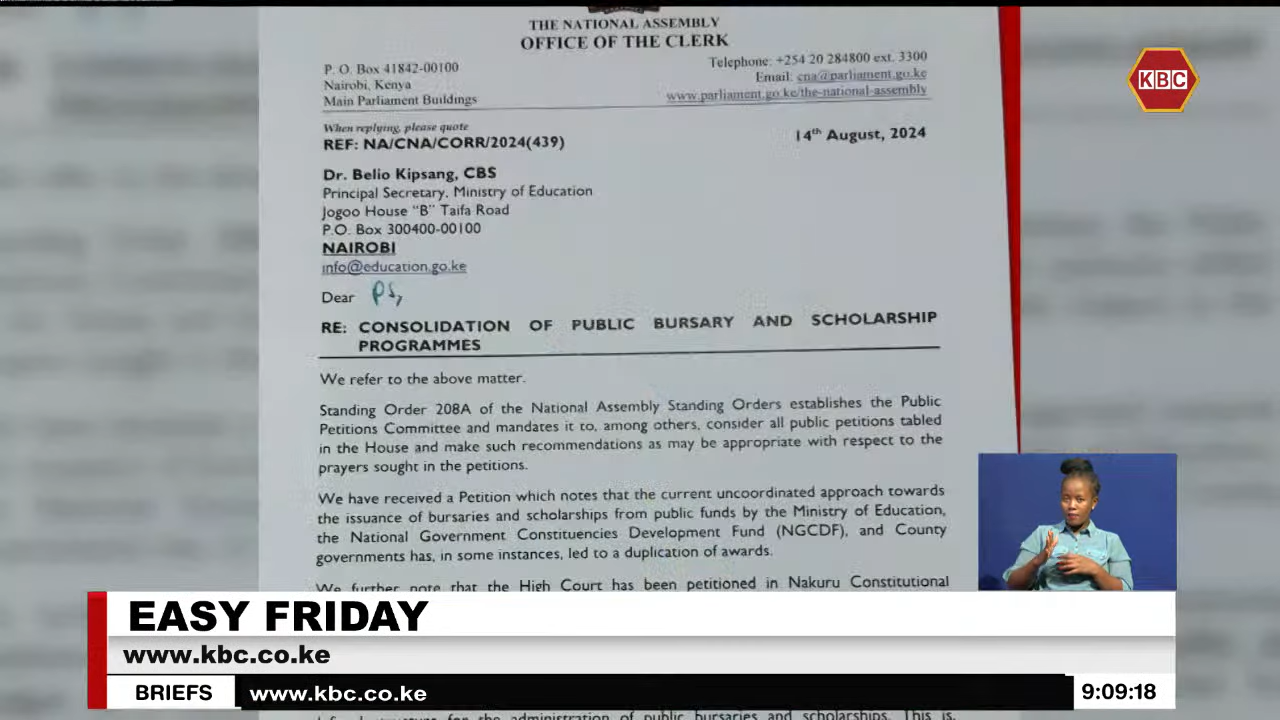 THE NATIONAL ASSEMBLY
OFFICE OF THE CLERK
P. O. Box 41842-00100
Nairobi, Kenya
Main Parliament Buildings
Telephone: +254 20 284800 ext. 3300
Email: cna@parliament.go.ke
www.parliament.go.ke/the-national-assembly
KBC
When replying, please quote
REF: NA/CNA/CORR/2024(439)
14th August, 2024
Dr. Belio Kipsang, CBS
Principal Secretary, Ministry of Education
Jogoo House "B" Taifa Road
P.O. Box 300400-00100
NAIROBI
info@education.go.ke
Dear PS,
RE: CONSOLIDATION OF PUBLIC BURSARY AND SCHOLARSHIP
PROGRAMMES
We refer to the above matter.
Standing Order 208A of the National Assembly Standing Orders establishes the Public
Petitions Committee and mandates it to, among others, consider all public petitions tabled
in the House and make such recommendations as may be appropriate with respect to the
prayers sought in the petitions.
We have received a Petition which notes that the current uncoordinated approach towards
the issuance of bursaries and scholarships from public funds by the Ministry of Education,
the National Government Constituencies Development Fund (NGCDF), and County
governments has, in some instances, led to a duplication of awards.
We further note that the High Court has been petitioned in Nakuru Constitutional
EASY FRIDAY
www.kbc.co.ke
BRIEFS
www.kbc.co.ke
9:09:18
for the administration of public bursaries and scholarships. This is,